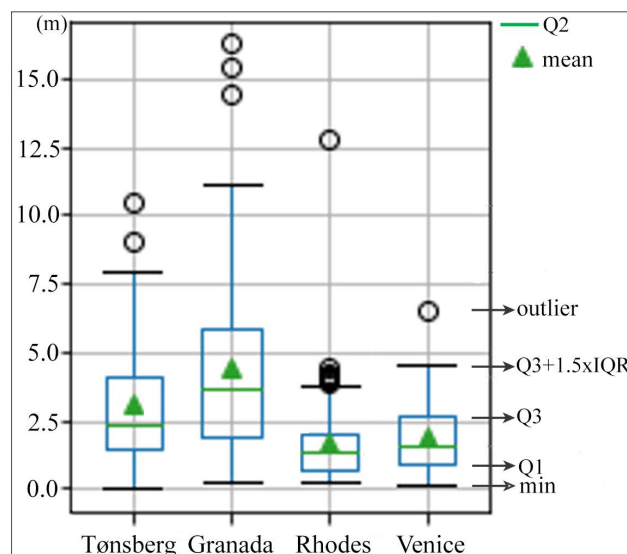 (m)
Q2
mean
15.0
12.5
10.0
7.5
outlier
5.0
Q3+1.5xIQR
2.5
Q3
Q1
0.0
min
Tønsberg Granada Rhodes Venice